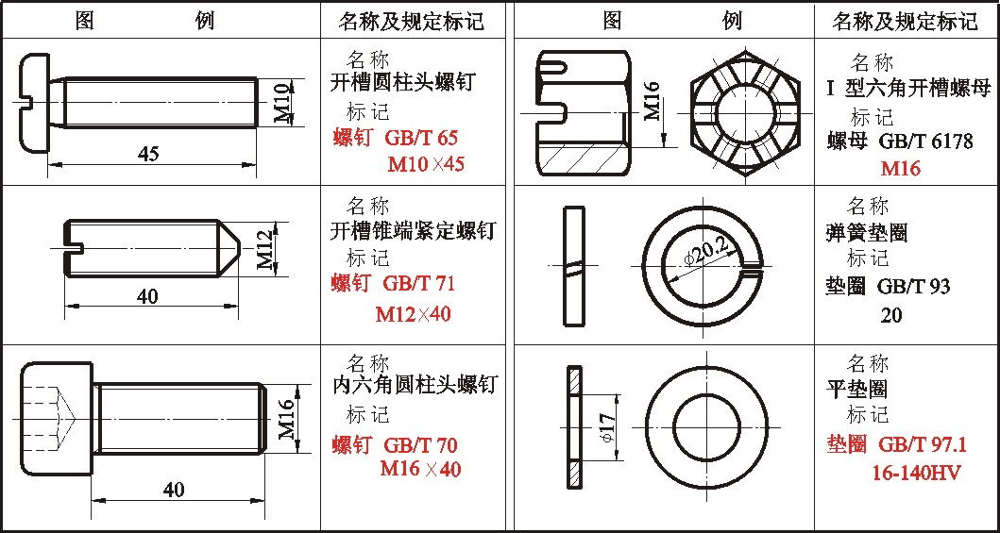 图 例 名称及规定标记
M10
45
名称
开槽圆柱头螺钉
标记
螺钉 GB/T 65
M10×45
M12
40
名称
开槽锥端紧定螺钉
标记
螺钉 GB/T 71
M12×40
M16
40
名称
内六角圆柱头螺钉
标记
螺钉 GB/T 70
M16×40
图 例 名称及规定标记
M16
名称
I 型六角开槽螺母
标记
螺母 GB/T 6178
M16
ϕ20.2
名称
弹簧垫圈
标记
垫圈 GB/T 93
20
ϕ17
名称
平垫圈
标记
垫圈 GB/T 97.1
16-140HV